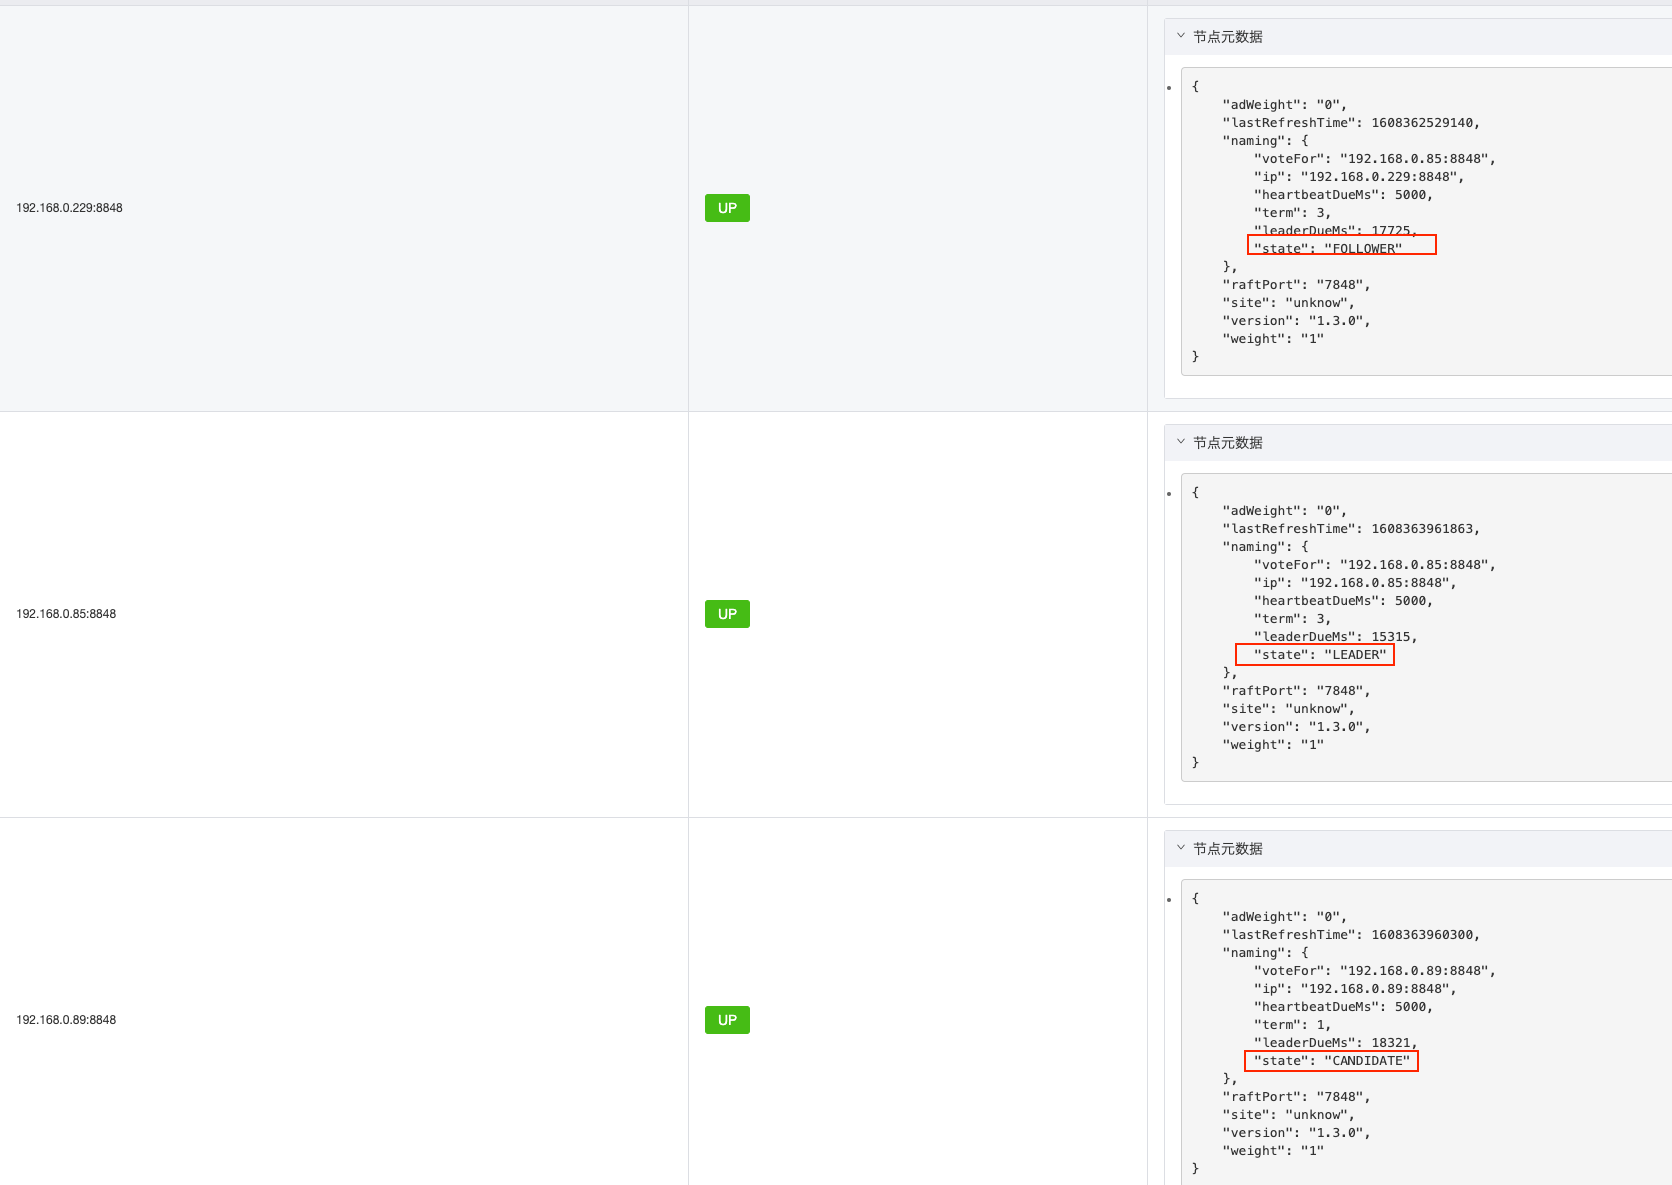 192.168.0.229:8848
UP
节点元数据
{
"adWeight": "0",
"lastRefreshTime": 1608362529140,
"naming": {
"voteFor": "192.168.0.85:8848",
"ip": "192.168.0.229:8848",
"heartbeatDueMs": 5000,
"term": 3,
"leaderDueMs": 17725,
"state": "FOLLOWER"
},
"raftPort": "7848",
"site": "unknow",
"version": "1.3.0",
"weight": "1"
}
192.168.0.85:8848
UP
节点元数据
{
"adWeight": "0",
"lastRefreshTime": 1608363961863,
"naming": {
"voteFor": "192.168.0.85:8848",
"ip": "192.168.0.85:8848",
"heartbeatDueMs": 5000,
"term": 3,
"leaderDueMs": 15315,
"state": "LEADER"
},
"raftPort": "7848",
"site": "unknow",
"version": "1.3.0",
"weight": "1"
}
192.168.0.89:8848
UP
节点元数据
{
"adWeight": "0",
"lastRefreshTime": 1608363960300,
"naming": {
"voteFor": "192.168.0.89:8848",
"ip": "192.168.0.89:8848",
"heartbeatDueMs": 5000,
"term": 1,
"leaderDueMs": 18321,
"state": "CANDIDATE"
},
"raftPort": "7848",
"site": "unknow",
"version": "1.3.0",
"weight": "1"
}